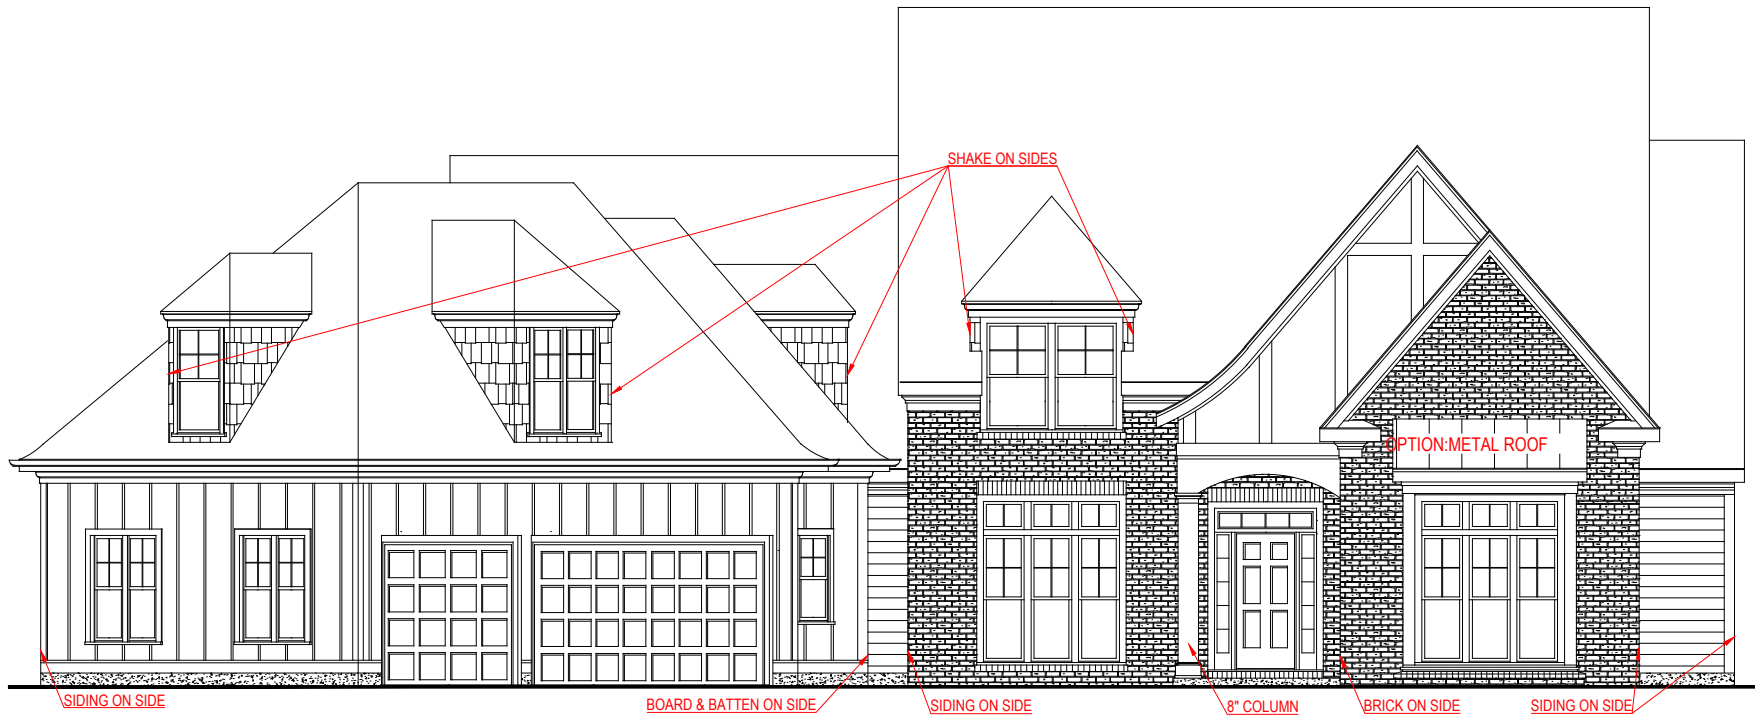 SHAKE ON SIDES
OPTION:METAL ROOF
SIDING ON SIDE
BOARD & BATTEN ON SIDE
SIDING ON SIDE
8" COLUMN
BRICK ON SIDE
SIDING ON SIDE